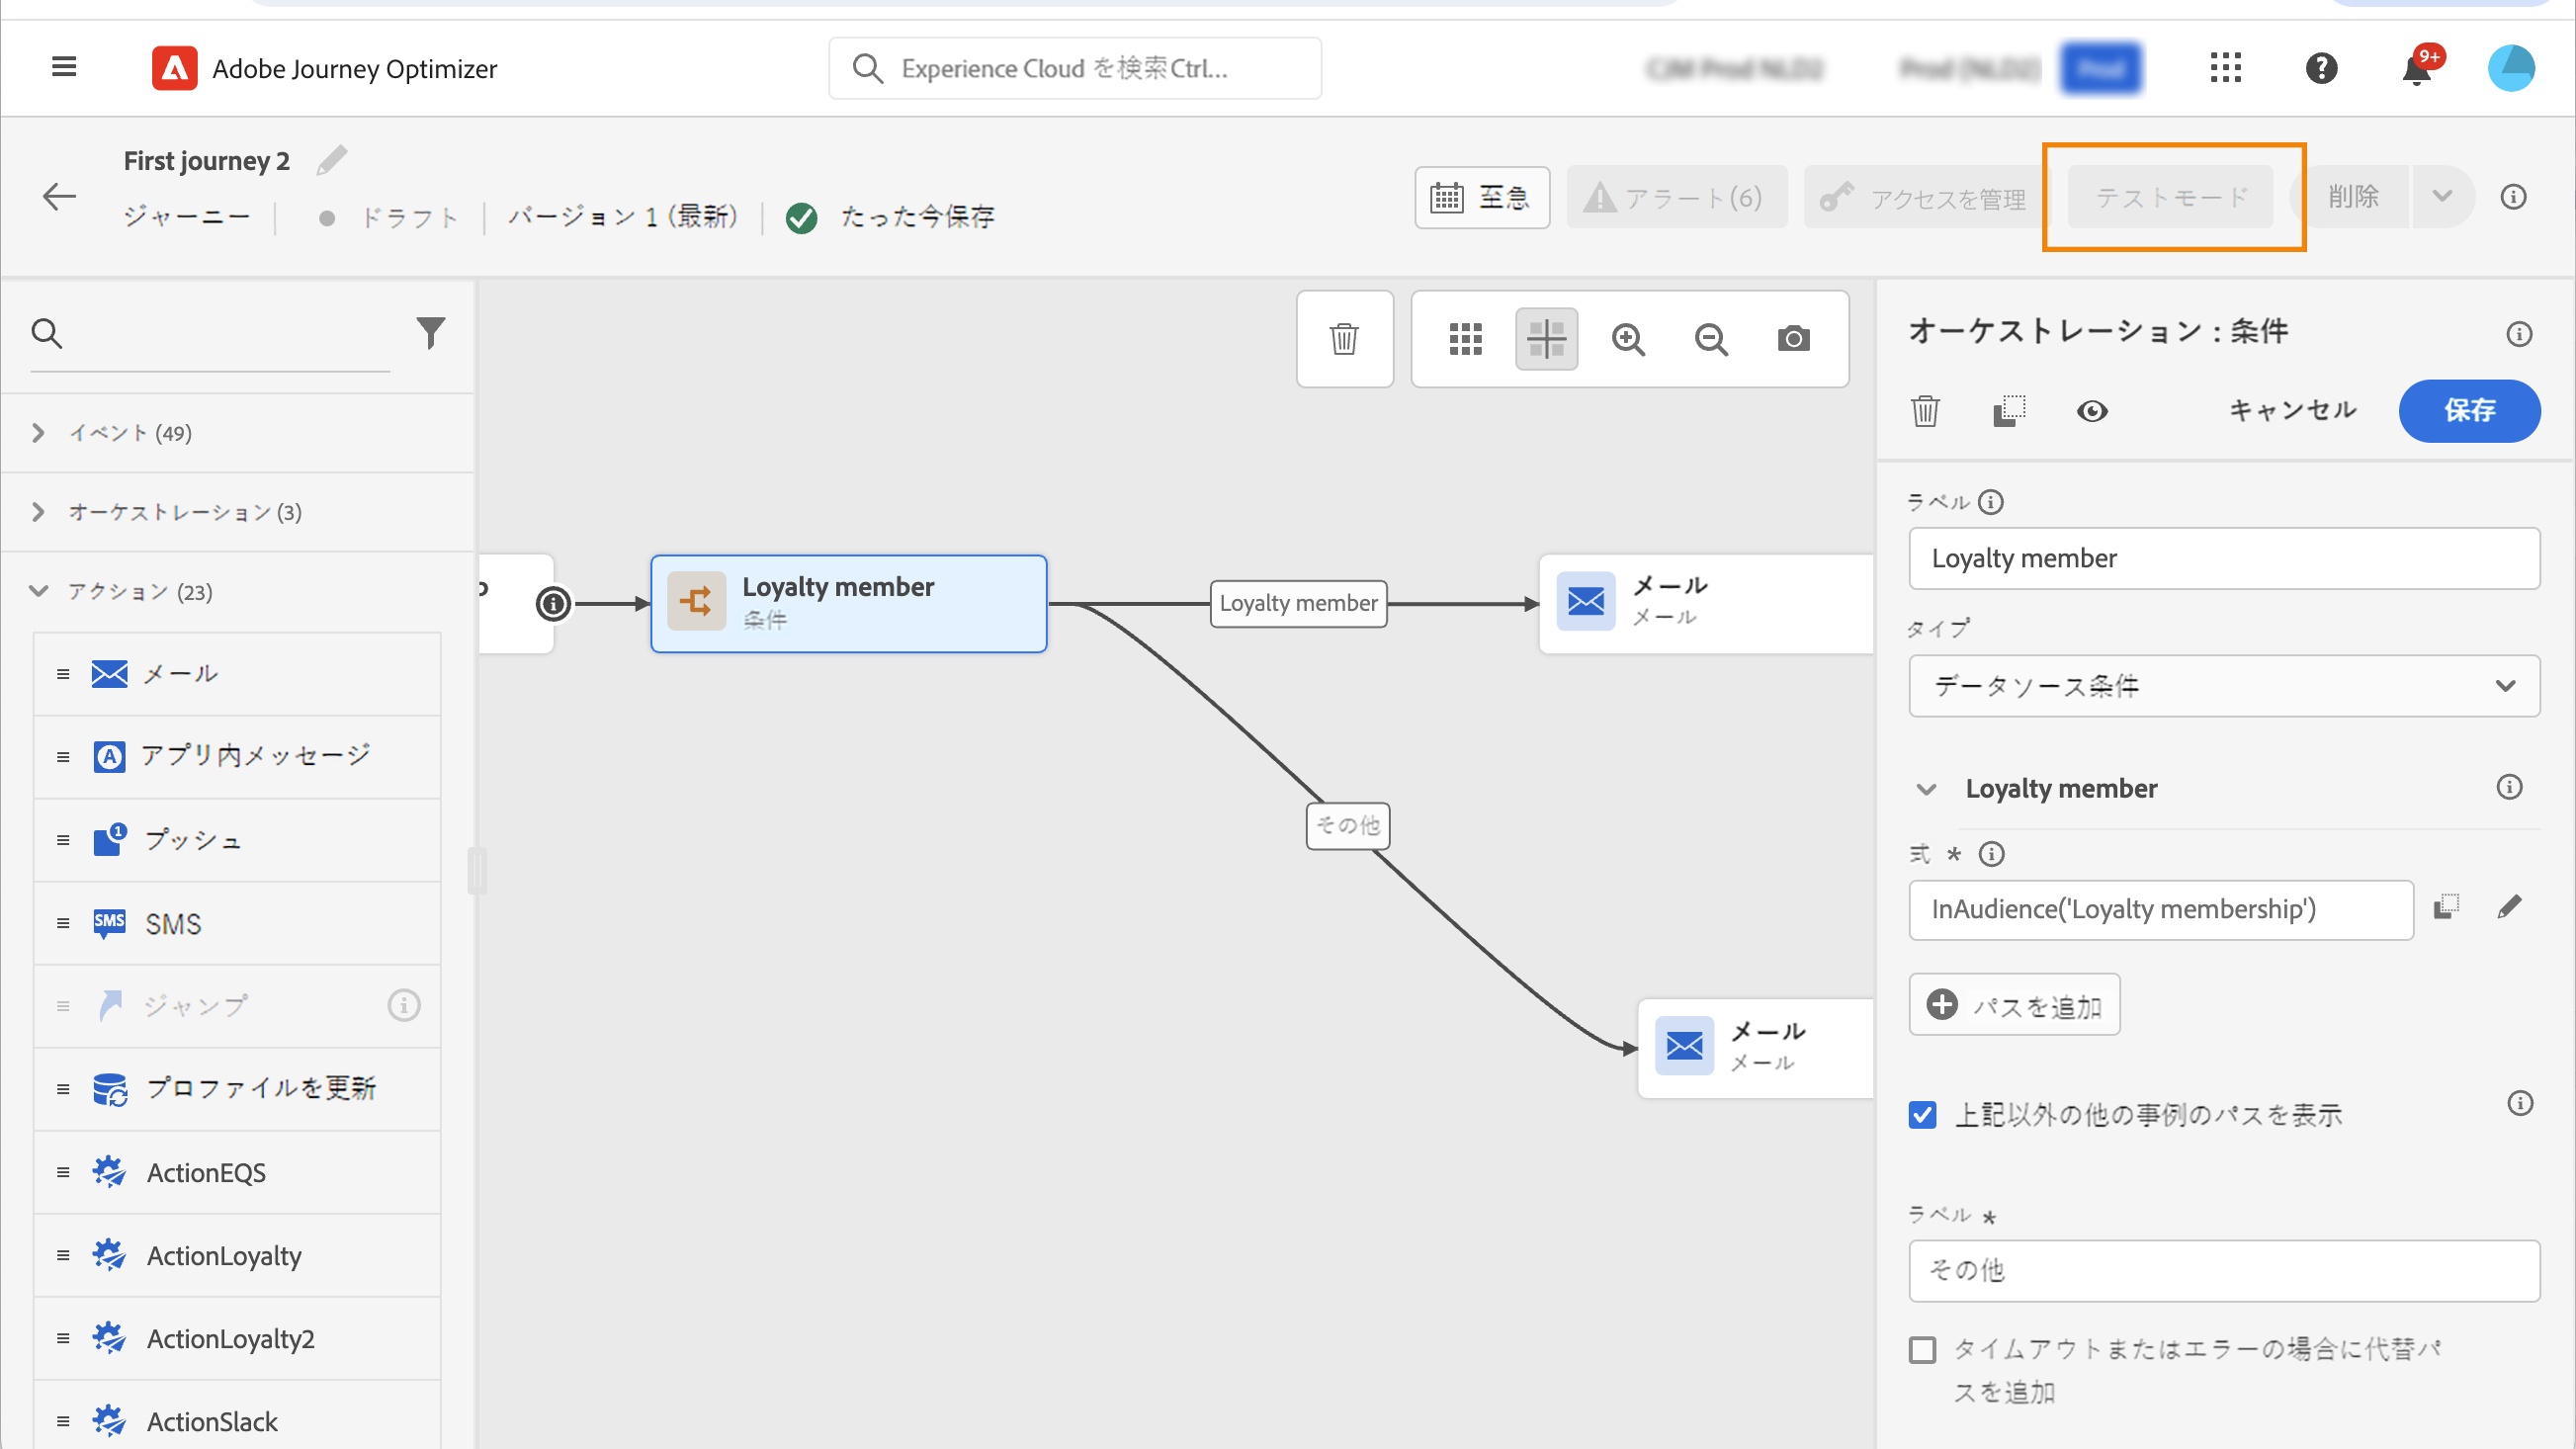 Adobe Journey Optimizer
Experience Cloud を検索Ctrl...
CJM Prod NLD2
Prod (NLD2)
Prod
9+
First journey 2
ジャーニー
ドラフト
バージョン 1 (最新)
たった今保存
至急
アラート(6)
アクセスを管理
テストモード
削除
イベント (49)
オーケストレーション (3)
アクション (23)
メール
アプリ内メッセージ
プッシュ
SMS
SMS
ジャンプ
プロファイルを更新
ActionEQS
ActionLoyalty
ActionLoyalty2
ActionSlack
Loyalty member
条件
Loyalty member
その他
メール
メール
メール
メール
オーケストレーション : 条件
キャンセル
保存
ラベル
Loyalty member
タイプ
データソース条件
Loyalty member
式 *
InAudience('Loyalty membership')
パスを追加
上記以外の他の事例のパスを表示
ラベル *
その他
タイムアウトまたはエラーの場合に代替パ
スを追加